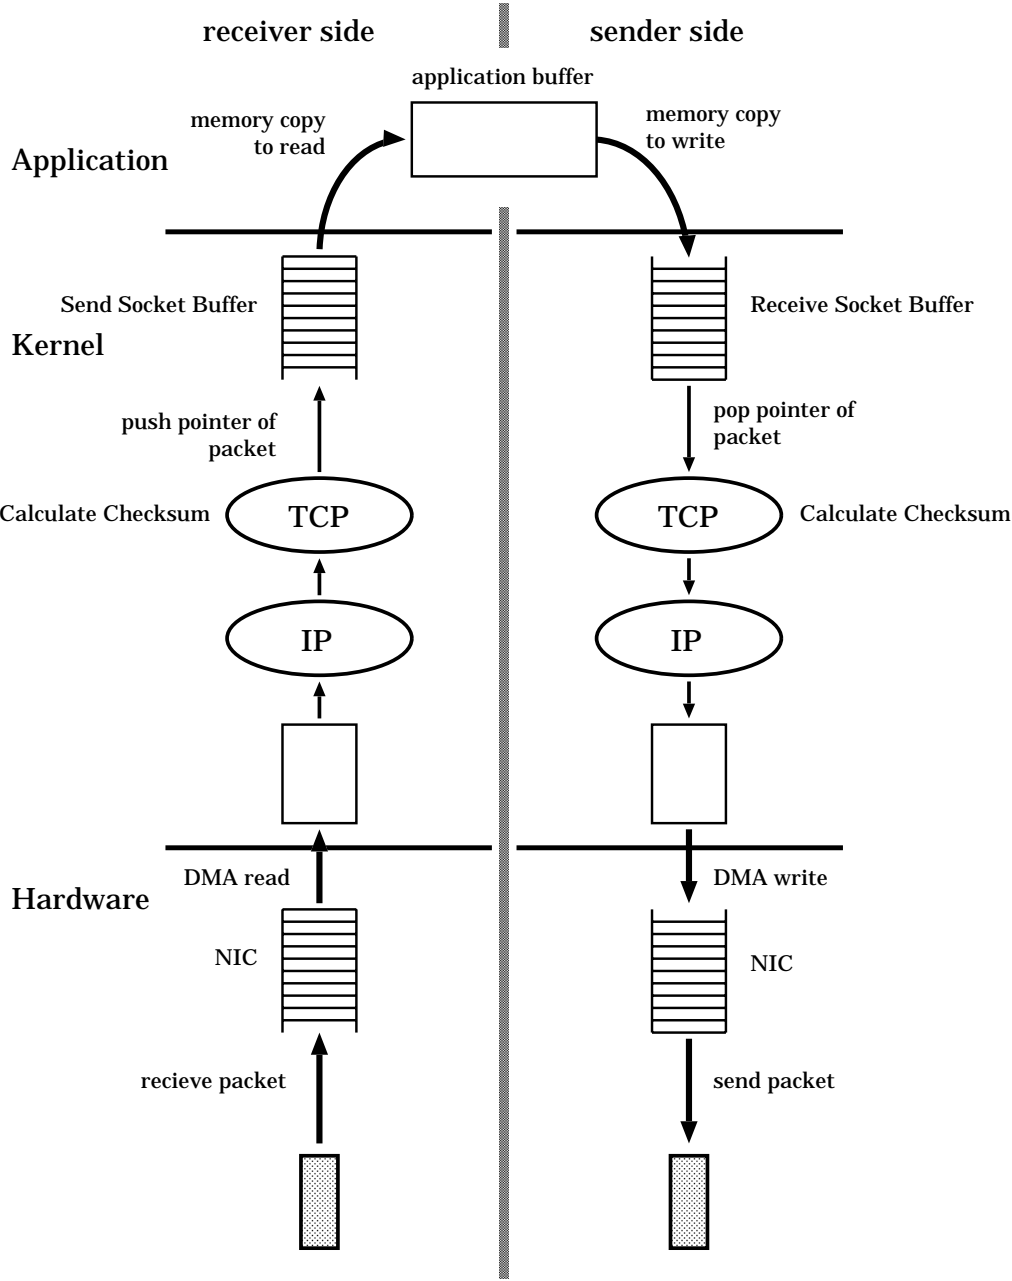 receiver side
sender side
application buffer
memory copy
to read
memory copy
to write
Application
Send Socket Buffer
Receive Socket Buffer
Kernel
push pointer of
packet
pop pointer of
packet
Calculate Checksum
TCP
TCP
Calculate Checksum
IP
IP
DMA read
DMA write
Hardware
NIC
NIC
recieve packet
send packet